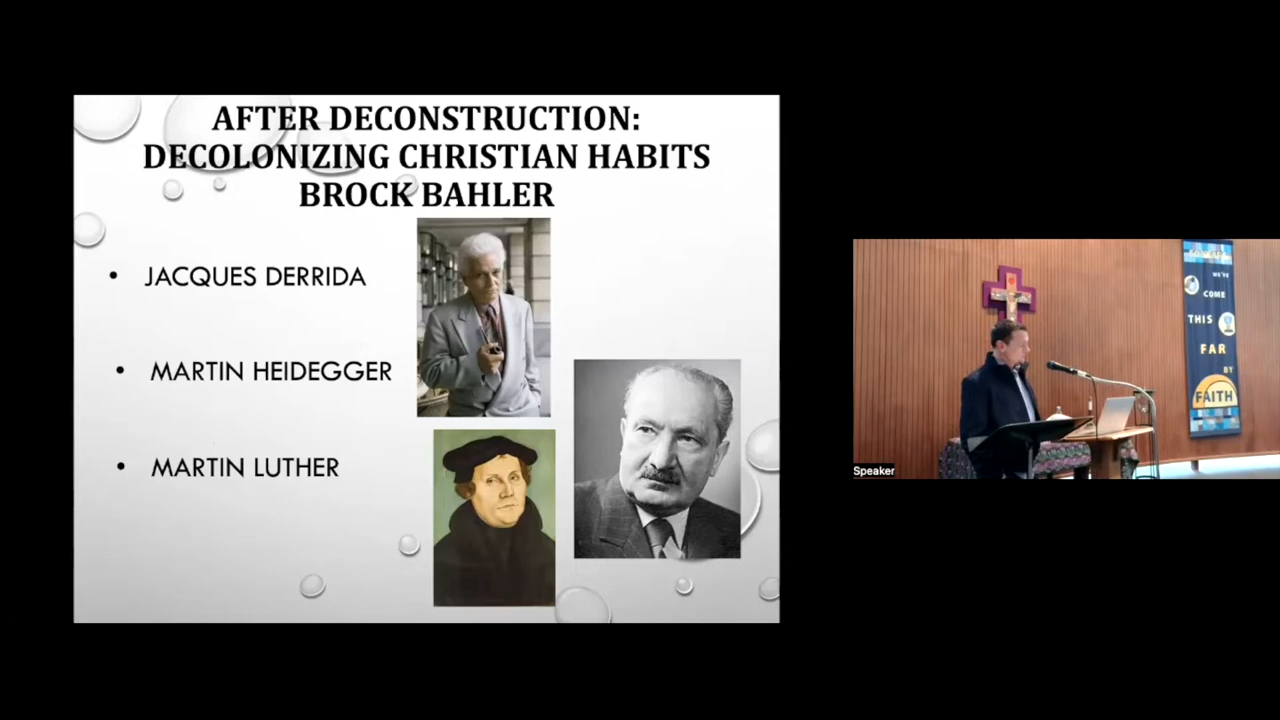 AFTER DECONSTRUCTION:
DECOLONIZING CHRISTIAN HABITS
BROCK BAHLER
• JACQUES DERRIDA
• MARTIN HEIDEGGER
• MARTIN LUTHER
WE'VE
COME
THIS
FAR
BY
FAITH
Speaker